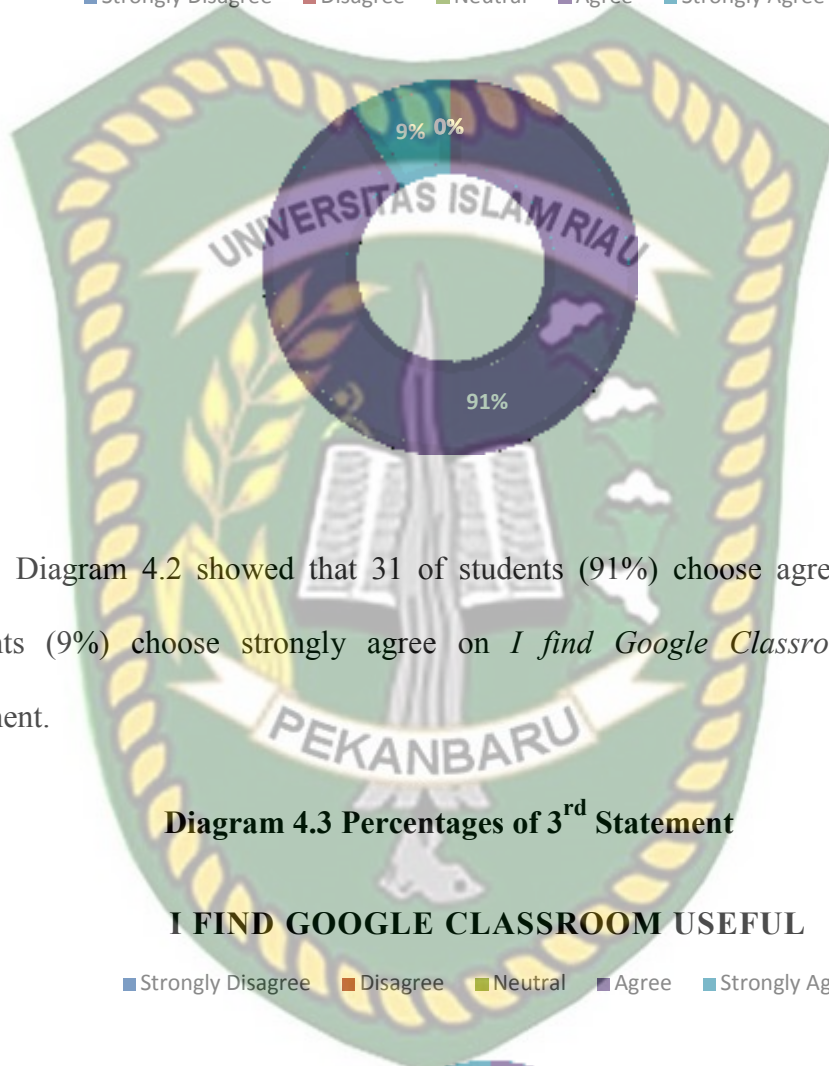 Strongly Disagree Disagree Neutral Agree Strongly Agree
9% 0%
UNIVERSITAS ISLAM RIAU
91%
Diagram 4.2 showed that 31 of students (91%) choose agre
nts (9%) choose strongly agree on I find Google Classro
nent.
PEKANBARU
Diagram 4.3 Percentages of 3rd Statement
I FIND GOOGLE CLASSROOM USEFUL
Strongly Disagree Disagree Neutral Agree Strongly Ag